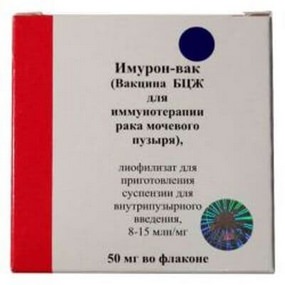 Имурон-вак
(Вакцина БЦЖ
для
иммунотерапии
рака мочевого
пузыря),
лиофилизат для
приготовления
суспензии для
внутрипузырного
введения,
8-15 млн/мг
50 мг во флаконе